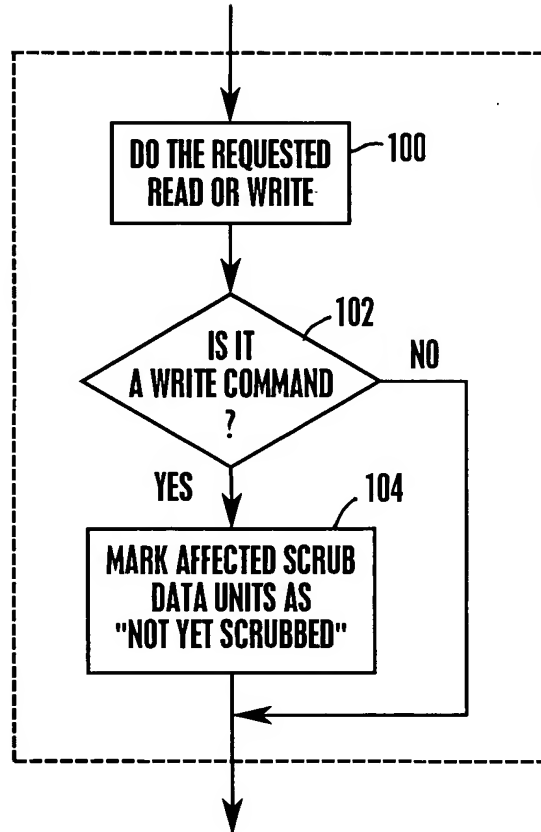 DO THE REQUESTED
READ OR WRITE
100
IS IT
A WRITE COMMAND
?
102
NO
YES
104
MARK AFFECTED SCRUB
DATA UNITS AS
"NOT YET SCRUBBED"